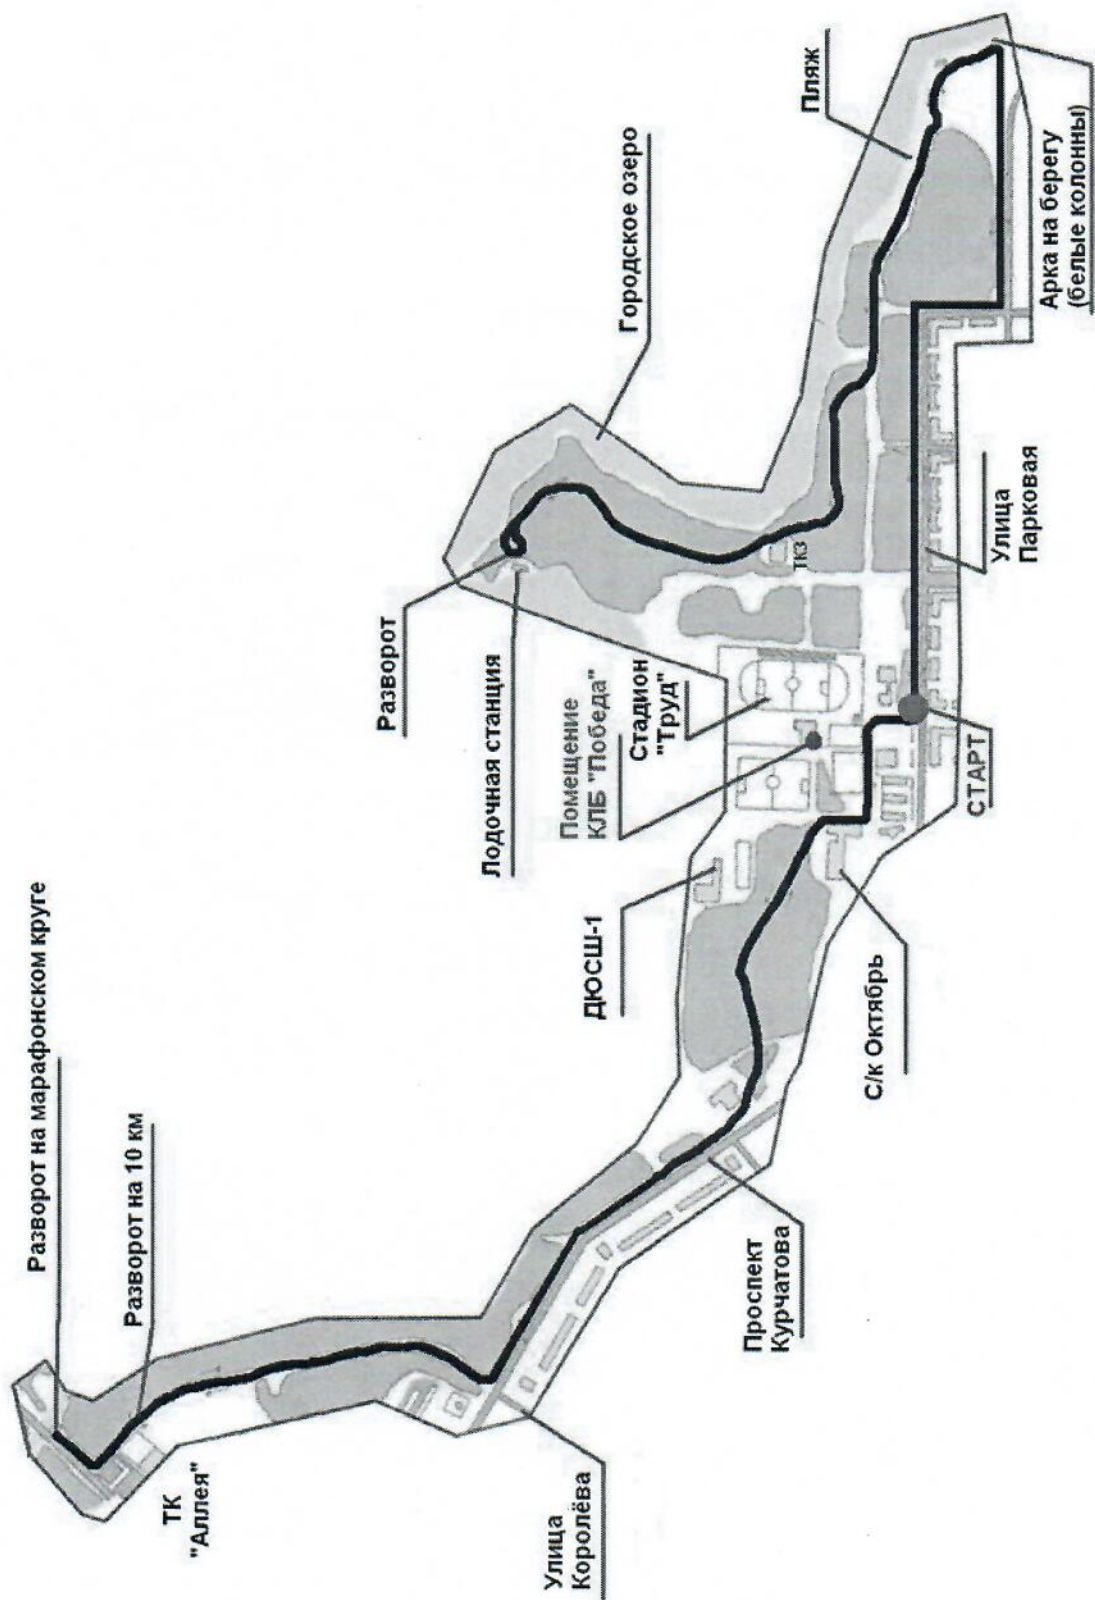 Разворот на марафонском круге
Разворот на 10 км
ТК
"Аллея"
Улица
Королёва
Проспект
Курчатова
ДЮСШ-1
С/к Октябрь
Разворот
Лодочная станция
Помещение
КЛБ "Победа"
Стадион
"Труд"
СТАРТ
ТКЗ
Улица
Парковая
Городское озеро
Пляж
Арка на берегу
(белые колонны)